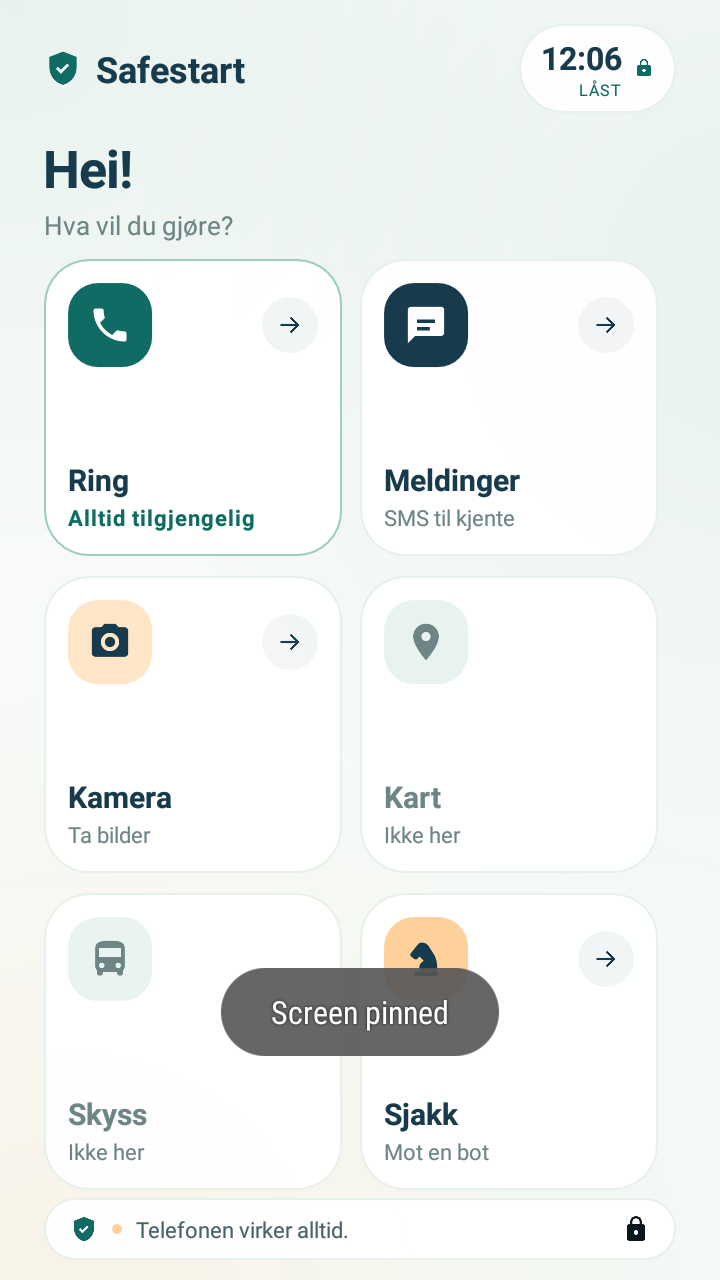 Safestart
12:06
LÅST
Hei!
Hva vil du gjøre?
Ring
Alltid tilgjengelig
Meldinger
SMS til kjente
Kamera
Ta bilder
Kart
Ikke her
Screen pinned
Skyss
Ikke her
Sjakk
Mot en bot
Telefonen virker alltid.